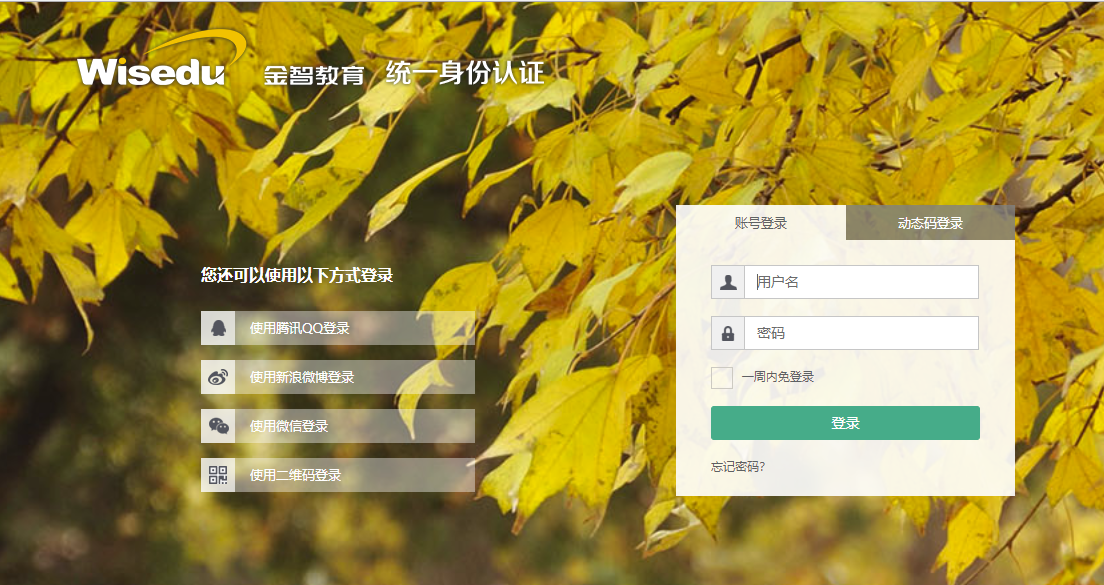 Wisedu 金智教育 统一身份认证
您还可以使用以下方式登录
使用腾讯QQ登录
使用新浪微博登录
使用微信登录
使用二维码登录
账号登录 动态码登录
用户名
密码
一周内免登录
登录
忘记密码?